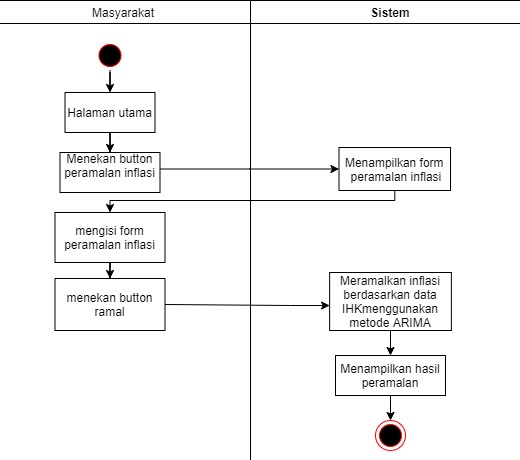 Masyarakat
Sistem
Halaman utama
Menekan button
peramalan inflasi
Menampilkan form
peramalan inflasi
mengisi form
peramalan inflasi
menekan button
ramal
Meramalkan inflasi
berdasarkan data
IHKmenggunakan
metode ARIMA
Menampilkan hasil
peramalan